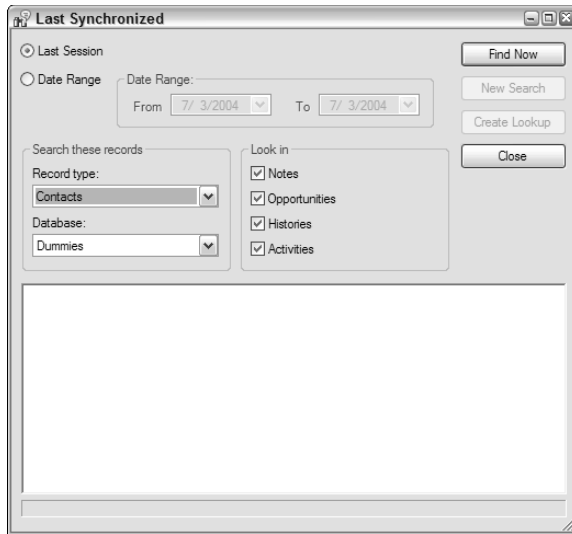 Last Synchronized
Last Session
Find Now
Date Range
Date Range:
From 7/ 3/2004 To 7/ 3/2004
New Search
Create Lookup
Search these records
Look in
Close
Record type:
Notes
Contacts
Opportunities
Database:
Histories
Dummies
Activities